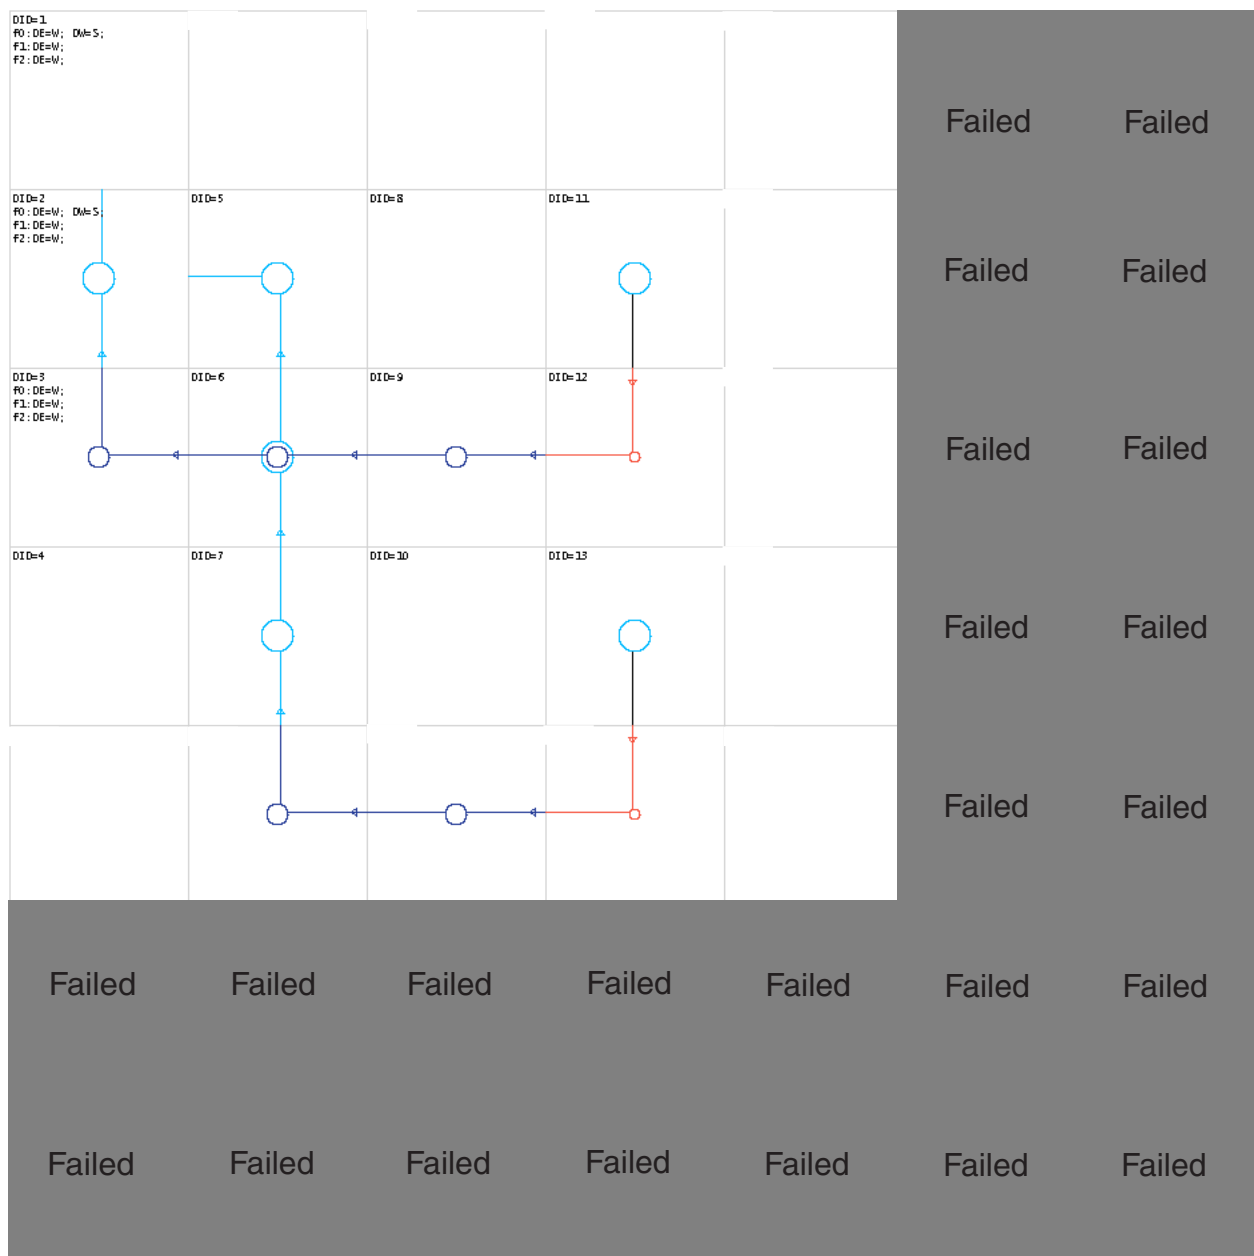 DID=1
f0:DE=W; DW=S;
f1:DE=W;
f2:DE=W;
Failed Failed
DID=2 DID=5 DID=8 DID=11
f0:DE=W; DW=S;
f1:DE=W;
f2:DE=W;
Failed Failed
DID=3 DID=6 DID=9 DID=12
f0:DE=W;
f1:DE=W;
f2:DE=W;
Failed Failed
DID=4 DID=7 DID=10 DID=13
Failed Failed
Failed Failed
Failed Failed Failed Failed Failed Failed Failed
Failed Failed Failed Failed Failed Failed Failed